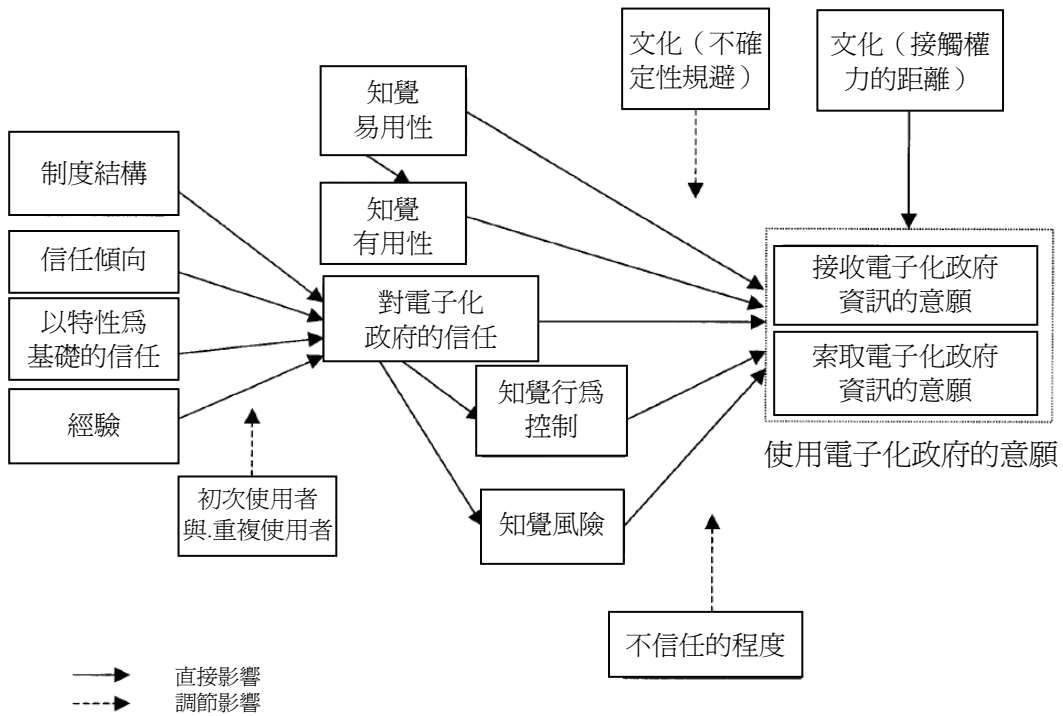 文化（不確
定性規避）
文化（接觸權
力的距離）
知覺
易用性
制度結構
知覺
有用性
信任傾向
以特性爲
基礎的信任
經驗
對電子化
政府的信任
接收電子化政府
資訊的意願
索取電子化政府
資訊的意願
使用電子化政府的意願
知覺行爲
控制
初次使用者
與.重複使用者
知覺風險
不信任的程度
直接影響
調節影響